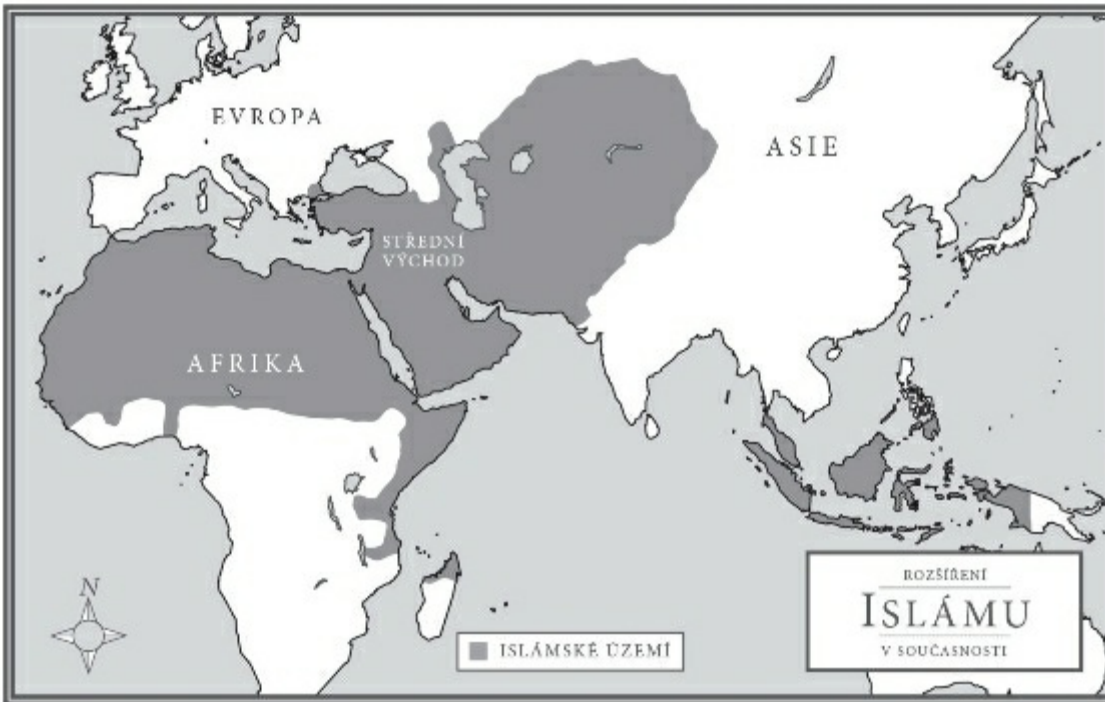 EVROPA
ASIE
STŘEDNÍ
VÝCHOD
AFRIKA
N
ISLÁMSKÉ ÚZEMÍ
ROZŠÍŘENÍ
ISLÁMU
V SOUČASNOSTI